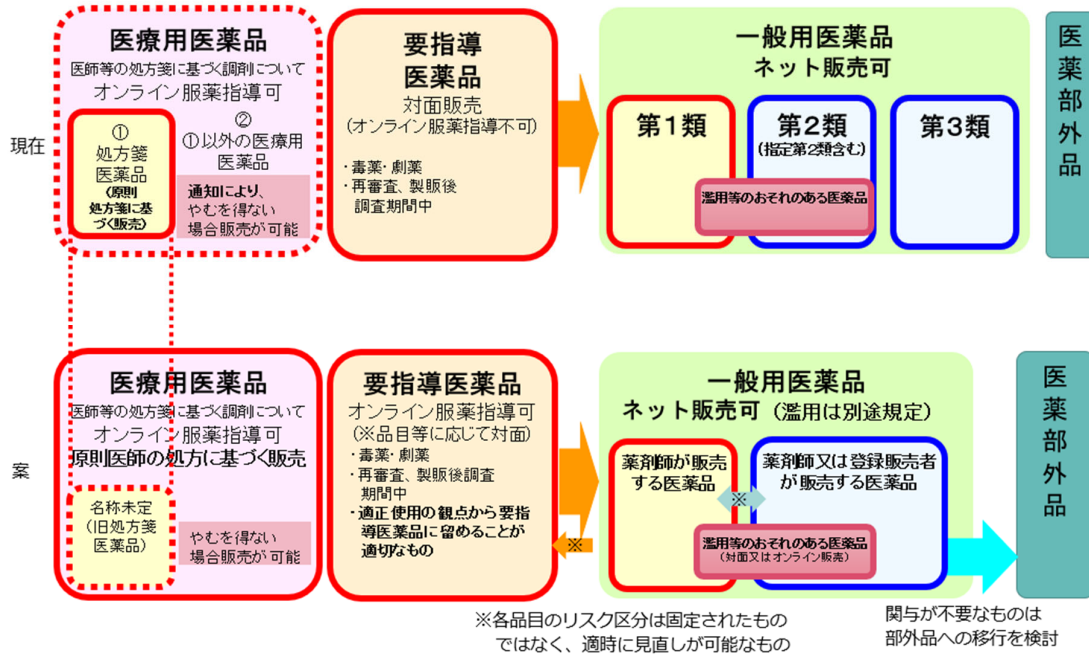 現在
医療用医薬品
医師等の処方箋に基づく調剤について
オンライン服薬指導可
①
処方箋
医薬品
(原則
処方箋に基
づく販売)
②
①以外の医療用
医薬品
通知により、
やむを得ない
場合販売が可能
要指導
医薬品
対面販売
(オンライン服薬指導不可)
・毒薬・劇薬
・再審査、製販後
調査期間中
一般用医薬品
ネット販売可
第1類
第2類
(指定第2類含む)
第3類
濫用等のおそれのある医薬品
医薬部外品
案
医療用医薬品
医師等の処方箋に基づく調剤について
オンライン服薬指導可
原則医師の処方に基づく販売
名称未定
(旧処方箋
医薬品)
やむを得ない
場合販売が可能
要指導医薬品
オンライン服薬指導可
(※品目等に応じて対面)
・毒薬・劇薬
・再審査、製販後調査
期間中
・適正使用の観点から要指
導医薬品に留めることが
適切なもの
※
一般用医薬品
ネット販売可 (濫用は別途規定)
薬剤師が販売
する医薬品
※
薬剤師又は登録販売者
が販売する医薬品
濫用等のおそれのある医薬品
(対面又はオンライン販売)
医薬部外品
※各品目のリスク区分は固定されたもの
ではなく、適時に見直しが可能なもの
関与が不要なものは
部外品への移行を検討